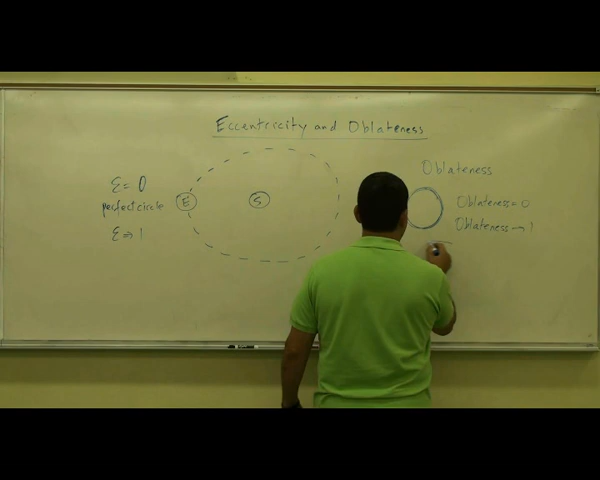 Eccentricity and Oblateness
Oblateness
ε = 0
perfect circle
E
S
Oblateness = 0
Oblateness → 1
ε ⇒ 1